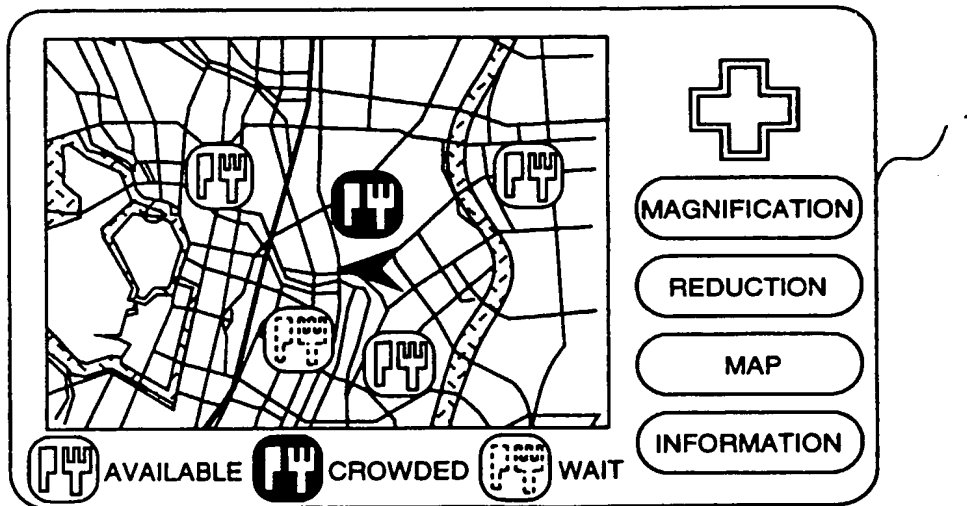 MAGNIFICATION
REDUCTION
MAP
INFORMATION
AVAILABLE
CROWDED
WAIT